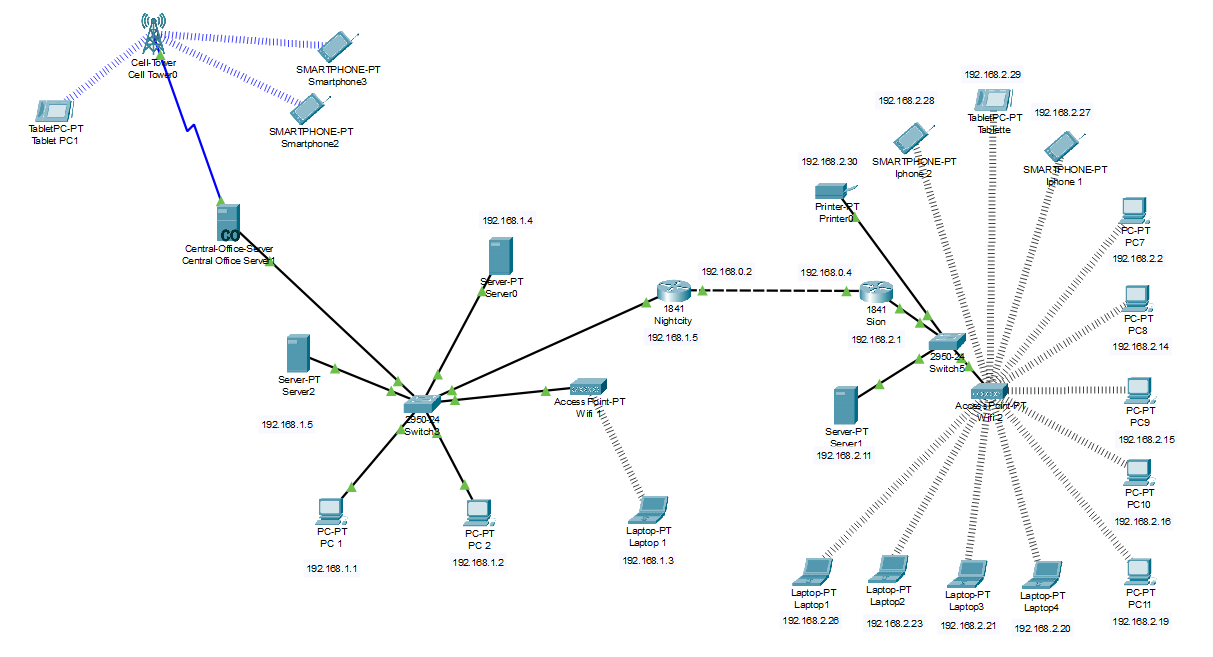 Cell-Tower
Cell Tower0
SMARTPHONE-PT
Smartphone3
SMARTPHONE-PT
Smartphone2
TabletPC-PT
Tablet PC1
CO
Central-Office-Server
Central Office Server1
192.168.1.4
Server-PT
Server0
Server-PT
Server2
192.168.1.5
2950-24
Switch3
Access Point-PT
Wifi 1
PC-PT
PC 1
192.168.1.1
PC-PT
PC 2
192.168.1.2
Laptop-PT
Laptop 1
192.168.1.3
192.168.0.2
1841
Nightcity
192.168.1.5
192.168.0.4
1841
Sion
192.168.2.1
192.168.2.30
Printer-PT
Printer0
192.168.2.28
SMARTPHONE-PT
Iphone 2
192.168.2.29
TabletPC-PT
Tablette
192.168.2.27
SMARTPHONE-PT
Iphone 1
2950-24
Switch5
Server-PT
Server1
192.168.2.11
Access Point-PT
Wifi 2
PC-PT
PC7
192.168.2.2
PC-PT
PC8
192.168.2.14
PC-PT
PC9
192.168.2.15
PC-PT
PC10
192.168.2.16
PC-PT
PC11
192.168.2.19
Laptop-PT
Laptop1
192.168.2.26
Laptop-PT
Laptop2
192.168.2.23
Laptop-PT
Laptop3
192.168.2.21
Laptop-PT
Laptop4
192.168.2.20